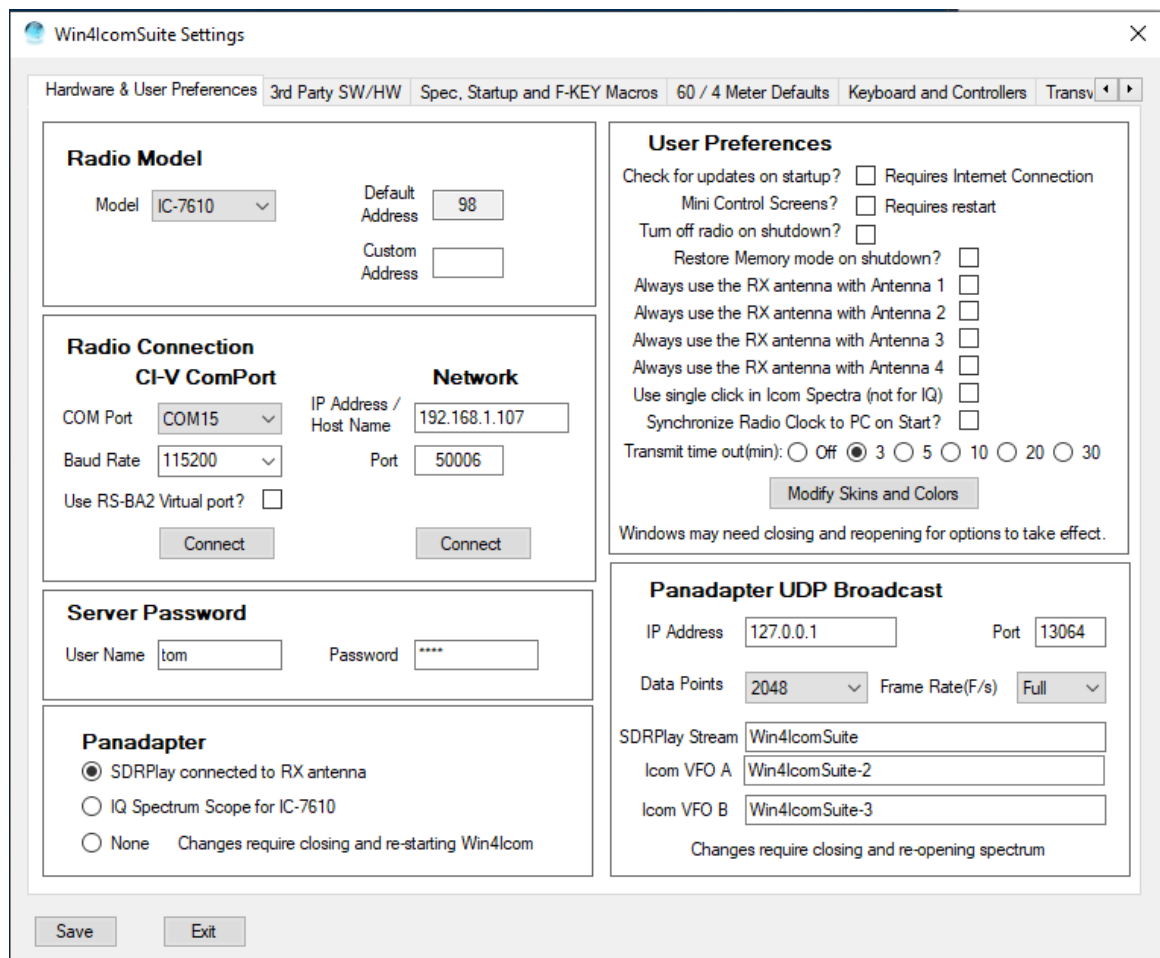 Win4IcomSuite Settings
Hardware & User Preferences 3rd Party SW/HW Spec, Startup and F-KEY Macros 60 / 4 Meter Defaults Keyboard and Controllers Transv
Radio Model
Model IC-7610
Default Address 98
Custom Address
Radio Connection
CI-V ComPort
COM Port COM15
Baud Rate 115200
Use RS-BA2 Virtual port?
Connect
Network
IP Address / Host Name 192.168.1.107
Port 50006
Connect
Server Password
User Name tom Password ****
Panadapter
SDRPlay connected to RX antenna
IQ Spectrum Scope for IC-7610
None Changes require closing and re-starting Win4Icom
User Preferences
Check for updates on startup? Requires Internet Connection
Mini Control Screens? Requires restart
Turn off radio on shutdown?
Restore Memory mode on shutdown?
Always use the RX antenna with Antenna 1
Always use the RX antenna with Antenna 2
Always use the RX antenna with Antenna 3
Always use the RX antenna with Antenna 4
Use single click in Icom Spectra (not for IQ)
Synchronize Radio Clock to PC on Start?
Transmit time out(min): Off 3 5 10 20 30
Modify Skins and Colors
Windows may need closing and reopening for options to take effect.
Panadapter UDP Broadcast
IP Address 127.0.0.1 Port 13064
Data Points 2048 Frame Rate(F/s) Full
SDRPlay Stream Win4IcomSuite
Icom VFO A Win4IcomSuite-2
Icom VFO B Win4IcomSuite-3
Changes require closing and re-opening spectrum
Save Exit